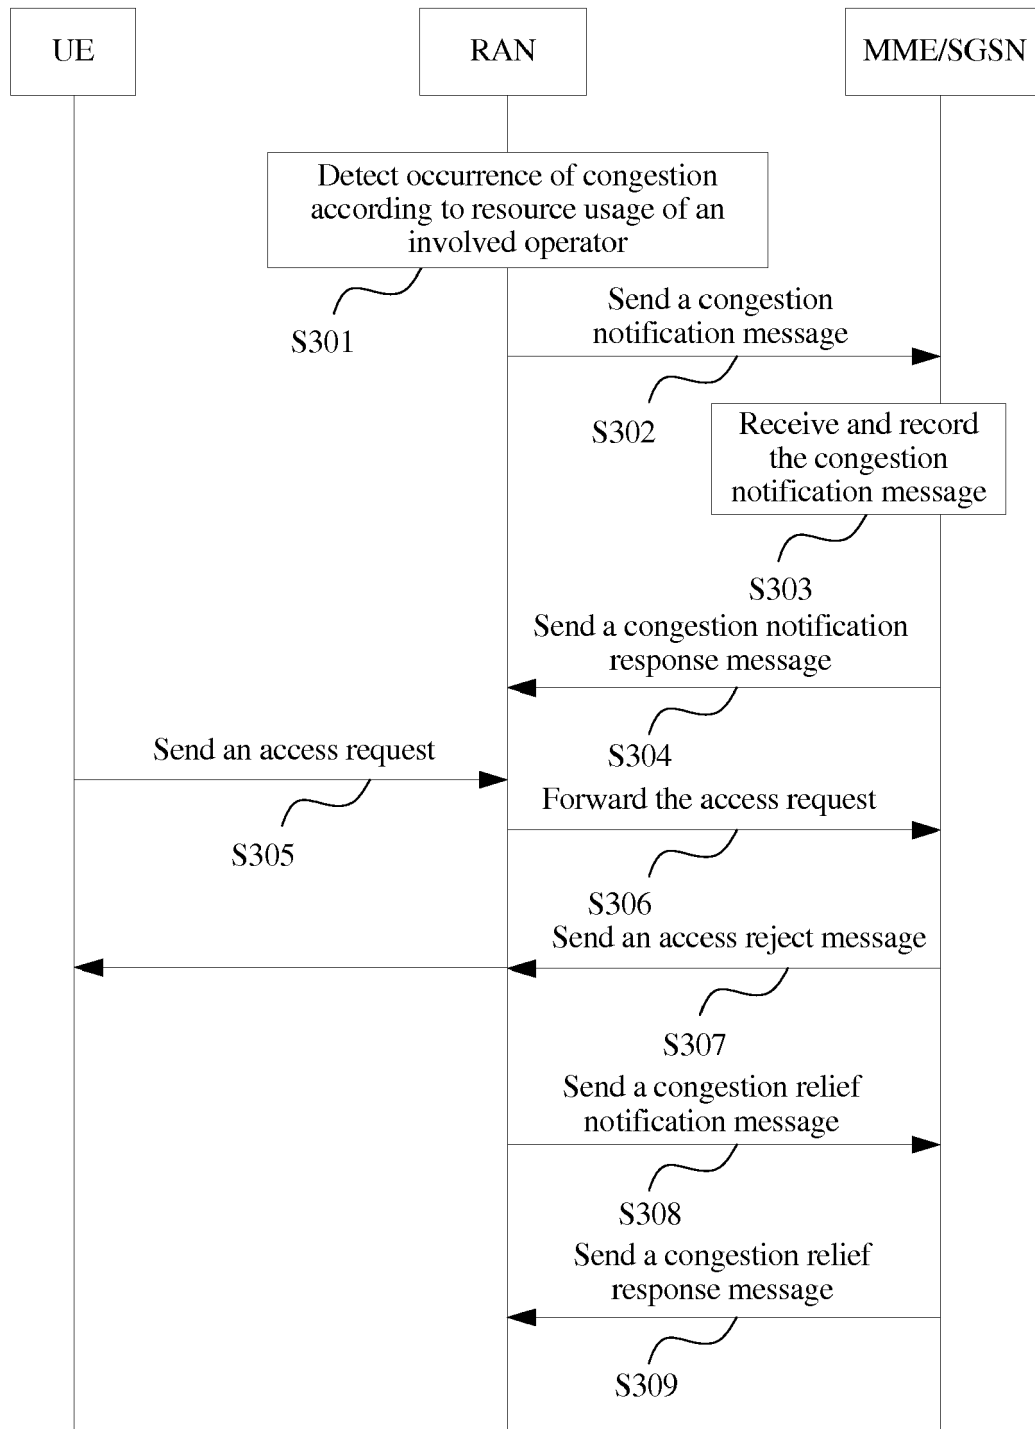 UE
RAN
MME/SGSN
Detect occurrence of congestion
according to resource usage of an
involved operator
S301
Send a congestion
notification message
S302
Receive and record
the congestion
notification message
S303
Send a congestion notification
response message
S304
Send an access request
S305
Forward the access request
S306
Send an access reject message
S307
Send a congestion relief
notification message
S308
Send a congestion relief
response message
S309